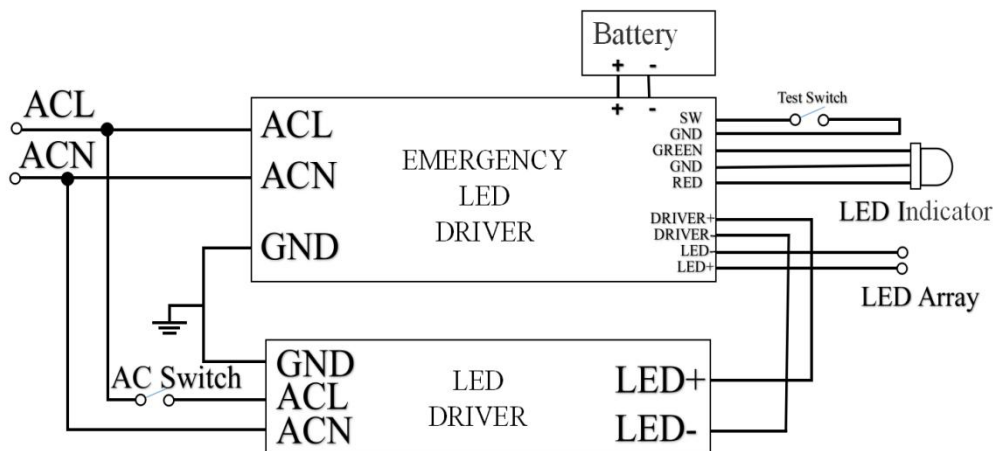 Battery
+ -
+ -
ACL
ACN
ACL
ACN
GND
EMERGENCY
LED
DRIVER
SW
GND
GREEN
GND
RED
DRIVER+
DRIVER-
LED-
LED+
Test Switch
LED Indicator
LED Array
AC Switch
GND
ACL
ACN
LED
DRIVER
LED+
LED-